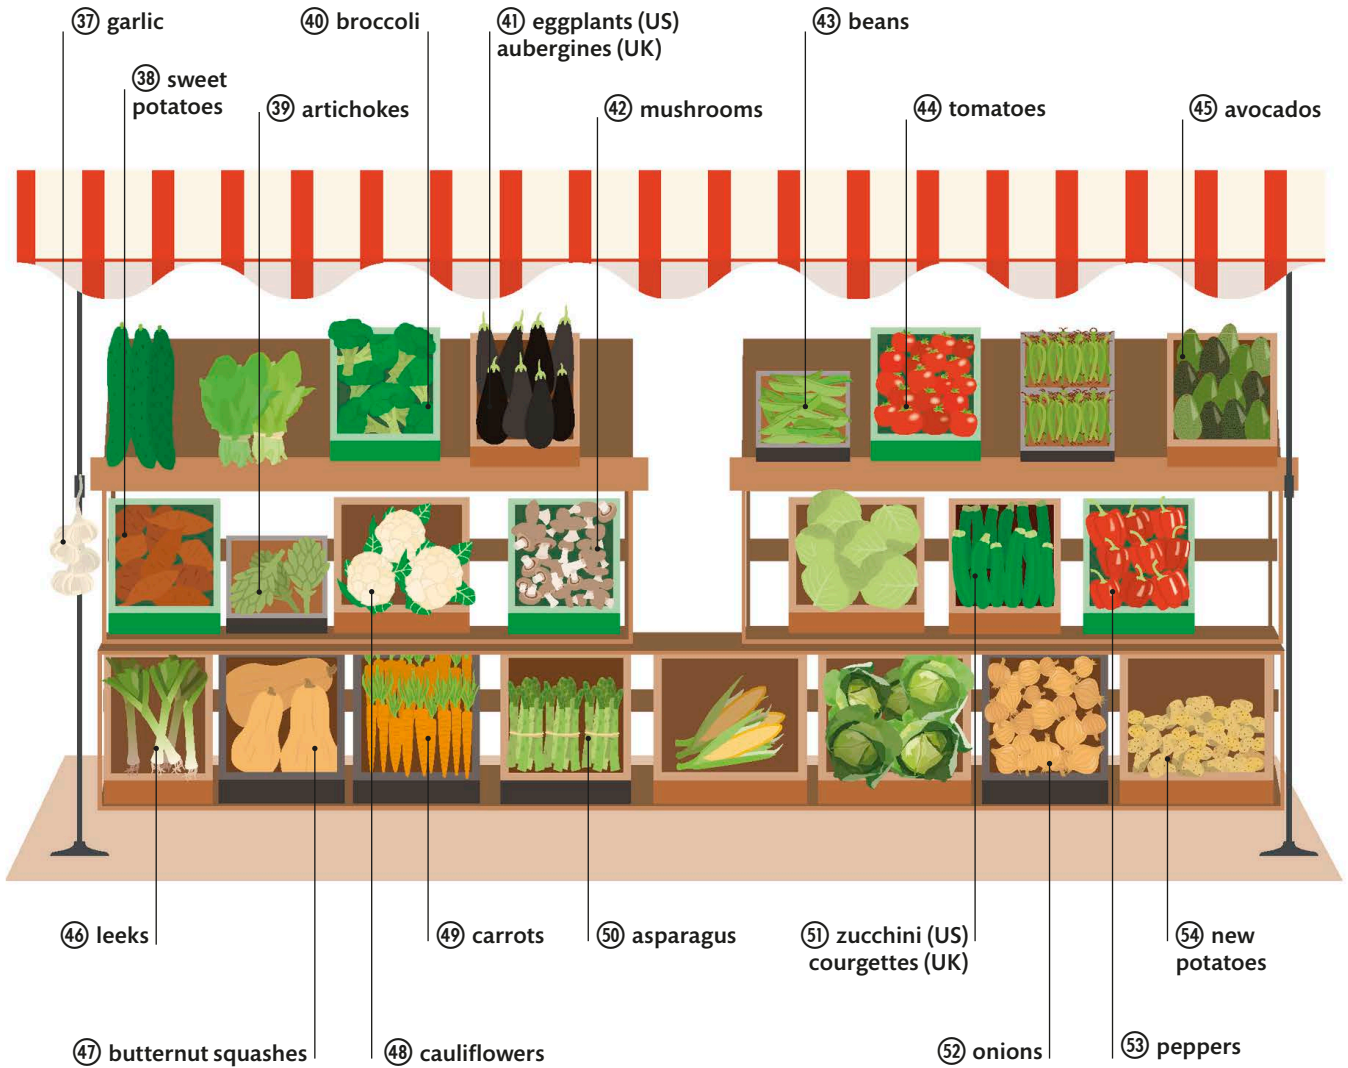 ㊲ garlic
㊵ broccoli
㊶ eggplants (US)
aubergines (UK)
㊸ beans
㊳ sweet
potatoes
㊴ artichokes
㊷ mushrooms
㊹ tomatoes
㊺ avocados
㊻ leeks
㊾ carrots
㊿ asparagus
51 zucchini (US)
courgettes (UK)
54 new
potatoes
㊼ butternut squashes
㊽ cauliflowers
52 onions
53 peppers